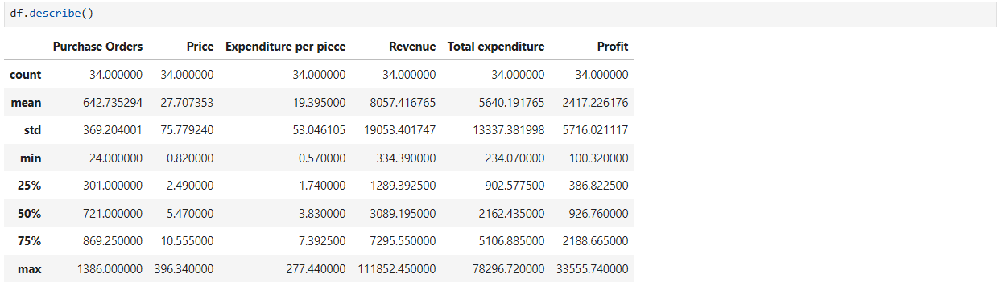 df.describe()
Purchase Orders Price Expenditure per piece Revenue Total expenditure Profit
count 34.000000 34.000000 34.000000 34.000000 34.000000 34.000000
mean 642.735294 27.707353 19.395000 8057.416765 5640.191765 2417.226176
std 369.204001 75.779240 53.046105 19053.401747 13337.381998 5716.021117
min 24.000000 0.820000 0.570000 334.390000 234.070000 100.320000
25% 301.000000 2.490000 1.740000 1289.392500 902.577500 386.822500
50% 721.000000 5.470000 3.830000 3089.195000 2162.435000 926.760000
75% 869.250000 10.555000 7.392500 7295.550000 5106.885000 2188.665000
max 1386.000000 396.340000 277.440000 111852.450000 78296.720000 33555.740000